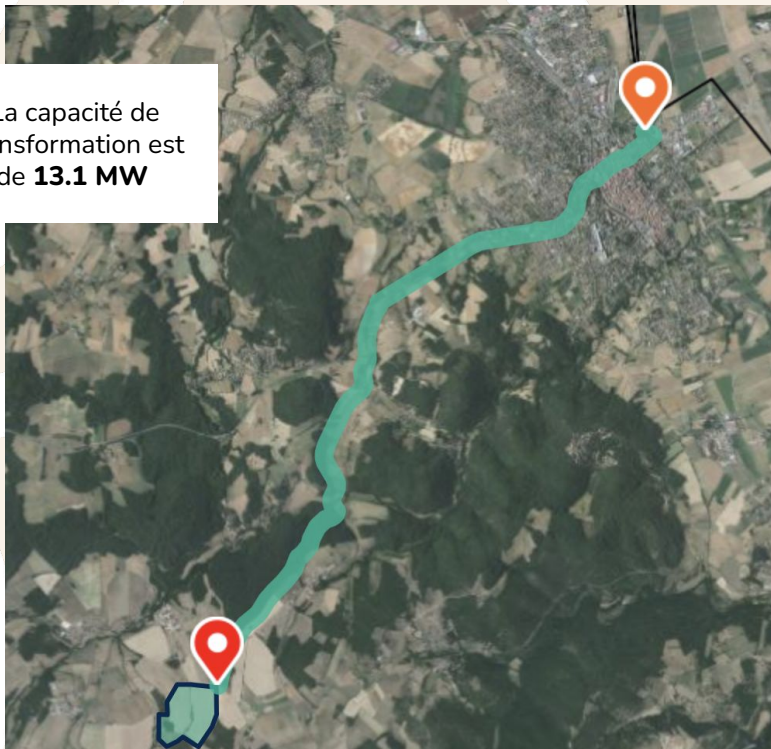 La capacité de
nsformation est
de **13.1 MW**